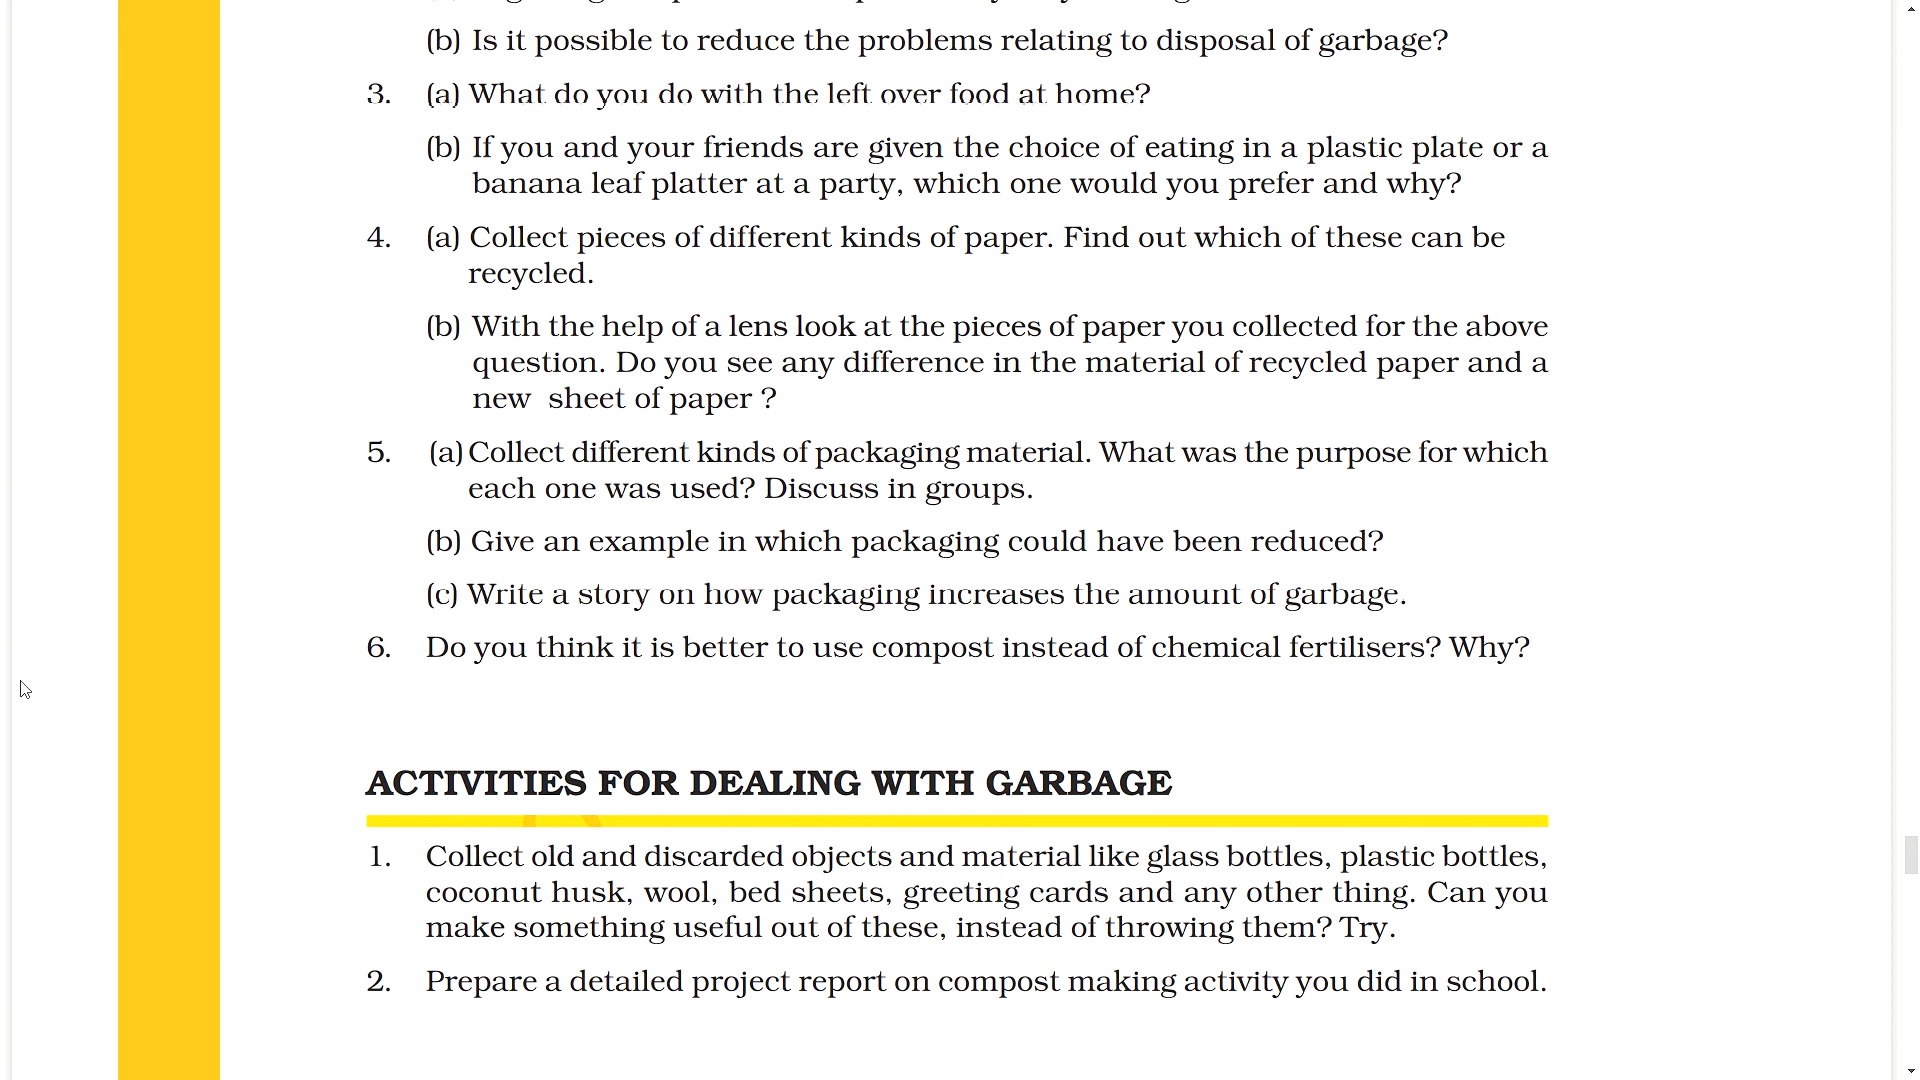 (b) Is it possible to reduce the problems relating to disposal of garbage?
3. (a) What do you do with the left over food at home?
(b) If you and your friends are given the choice of eating in a plastic plate or a
banana leaf platter at a party, which one would you prefer and why?
4. (a) Collect pieces of different kinds of paper. Find out which of these can be
recycled.
(b) With the help of a lens look at the pieces of paper you collected for the above
question. Do you see any difference in the material of recycled paper and a
new sheet of paper ?
5. (a) Collect different kinds of packaging material. What was the purpose for which
each one was used? Discuss in groups.
(b) Give an example in which packaging could have been reduced?
(c) Write a story on how packaging increases the amount of garbage.
6. Do you think it is better to use compost instead of chemical fertilisers? Why?
ACTIVITIES FOR DEALING WITH GARBAGE
1. Collect old and discarded objects and material like glass bottles, plastic bottles,
coconut husk, wool, bed sheets, greeting cards and any other thing. Can you
make something useful out of these, instead of throwing them? Try.
2. Prepare a detailed project report on compost making activity you did in school.